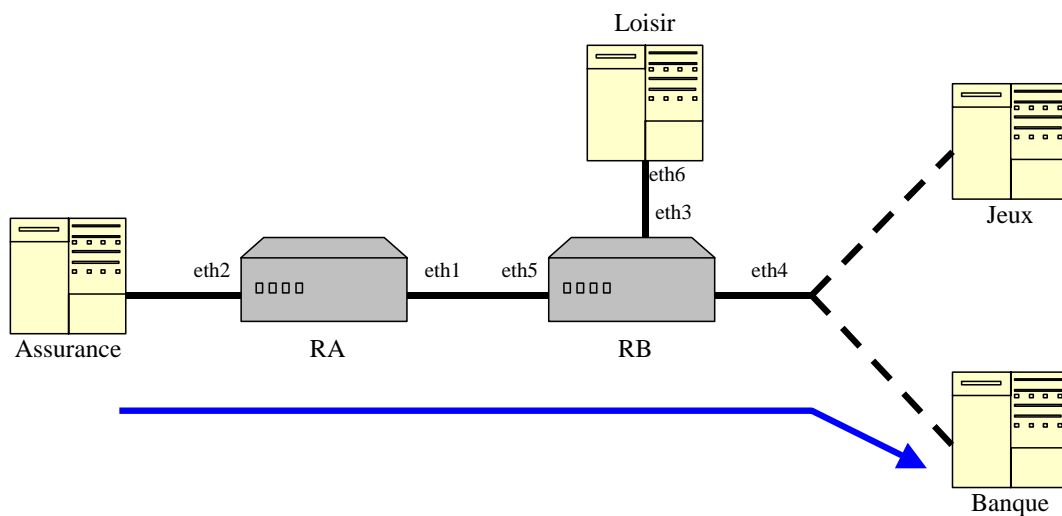 Loisir
eth6
eth3
Jeux
eth2
eth1
eth5
eth4
Assurance
RA
RB
Banque